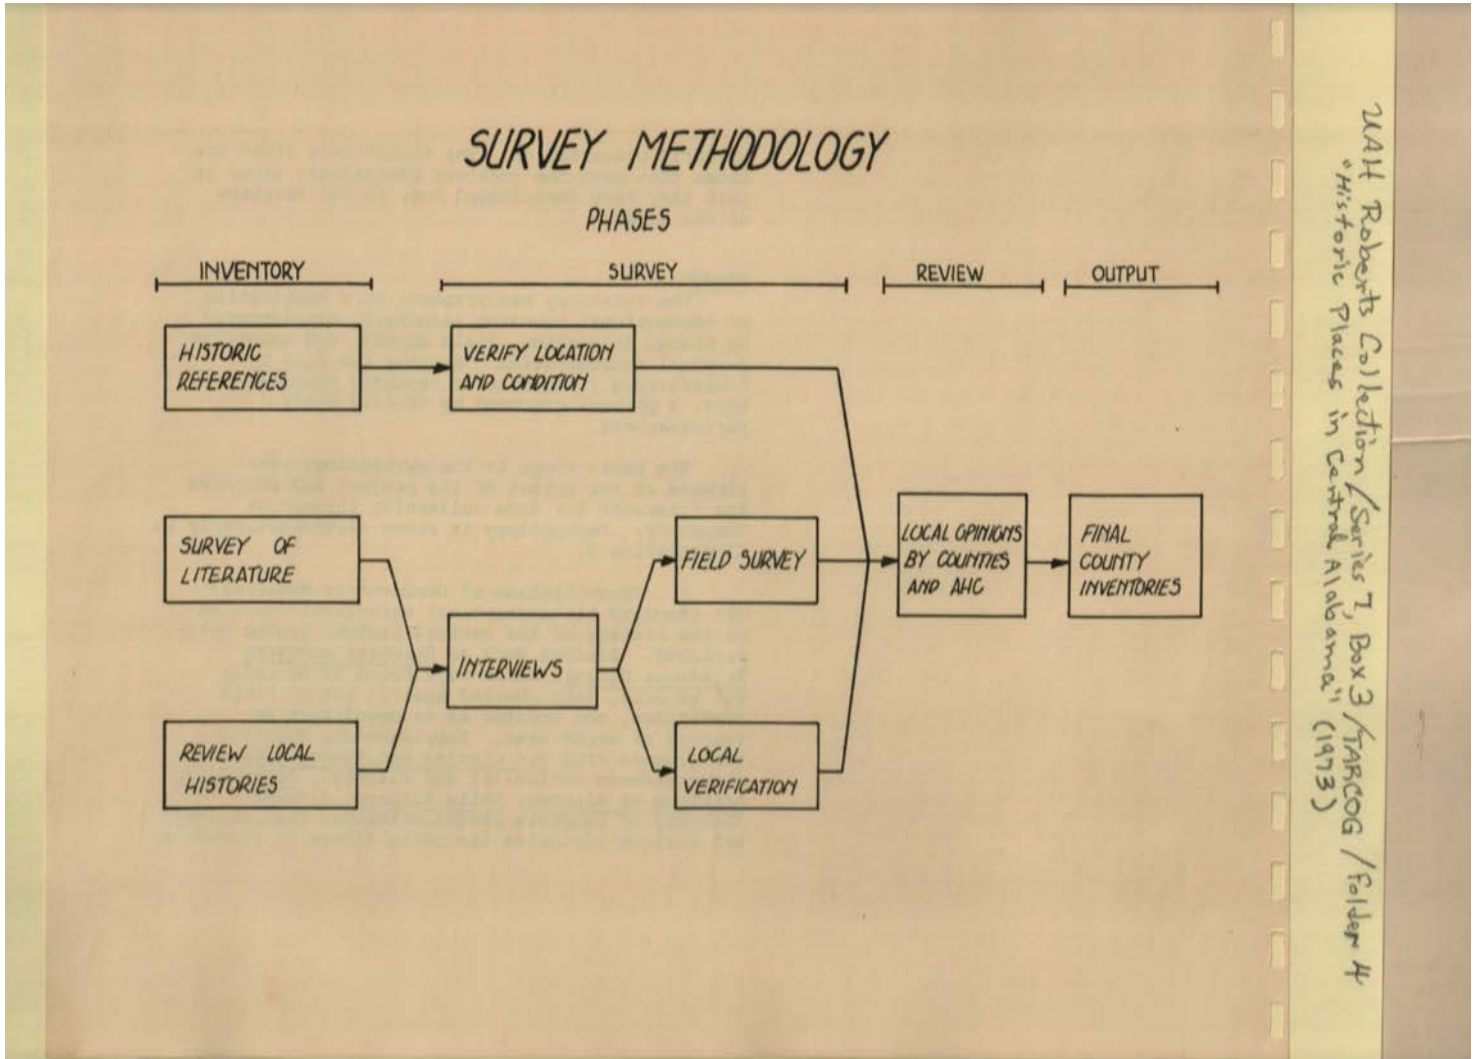 SURVEY METHODOLOGY
PHASES
INVENTORY
SURVEY
REVIEW
OUTPUT
HISTORIC
REFERENCES
VERIFY LOCATION
AND CONDITION
SURVEY OF
LITERATURE
FIELD SURVEY
LOCAL OPINIONS
BY COUNTIES
AND AHC
FINAL
COUNTY
INVENTORIES
INTERVIEWS
REVIEW LOCAL
HISTORIES
LOCAL
VERIFICATION
UAH Roberts Collection/Series 7, Box 3/TARCOG/Folder 4
"Historic Places in Central Alabama" (1973)